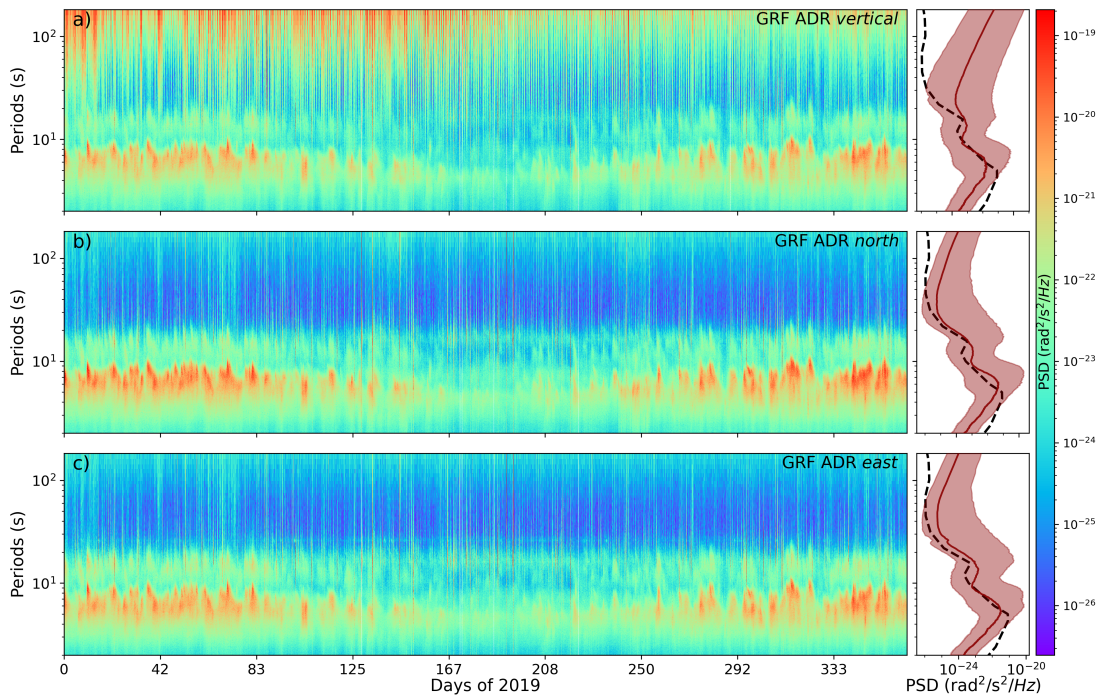 a) GRF ADR vertical
10²
10¹
Periods (s)
b) GRF ADR north
10²
10¹
Periods (s)
c) GRF ADR east
10²
10¹
Periods (s)
0 42 83 125 167 208 250 292 333
Days of 2019
10⁻²⁴ 10⁻²⁰
PSD (rad²/s²/Hz)
10⁻¹⁹
10⁻²⁰
10⁻²¹
10⁻²²
10⁻²³
10⁻²⁴
10⁻²⁵
10⁻²⁶
PSD (rad²/s²/Hz)